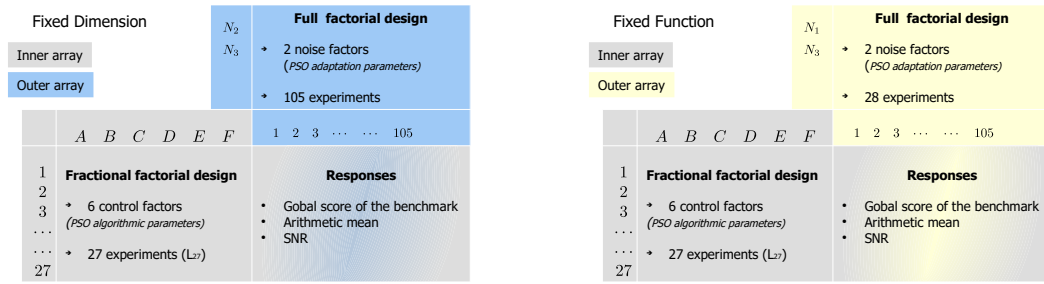 Fixed Dimension
Inner array
Outer array
N₂
N₃
Full factorial design
➔ 2 noise factors
(PSO adaptation parameters)
➔ 105 experiments
A B C D E F
1 2 3 ⋯ ⋯ 105
1
2
3
⋯
⋯
27
Fractional factorial design
➔ 6 control factors
(PSO algorithmic parameters)
➔ 27 experiments (L₂₇)
Responses
• Gobal score of the benchmark
• Arithmetic mean
• SNR
Fixed Function
Inner array
Outer array
N₁
N₃
Full factorial design
➔ 2 noise factors
(PSO adaptation parameters)
➔ 28 experiments
A B C D E F
1 2 3 ⋯ ⋯ 105
1
2
3
⋯
⋯
27
Fractional factorial design
➔ 6 control factors
(PSO algorithmic parameters)
➔ 27 experiments (L₂₇)
Responses
• Gobal score of the benchmark
• Arithmetic mean
• SNR